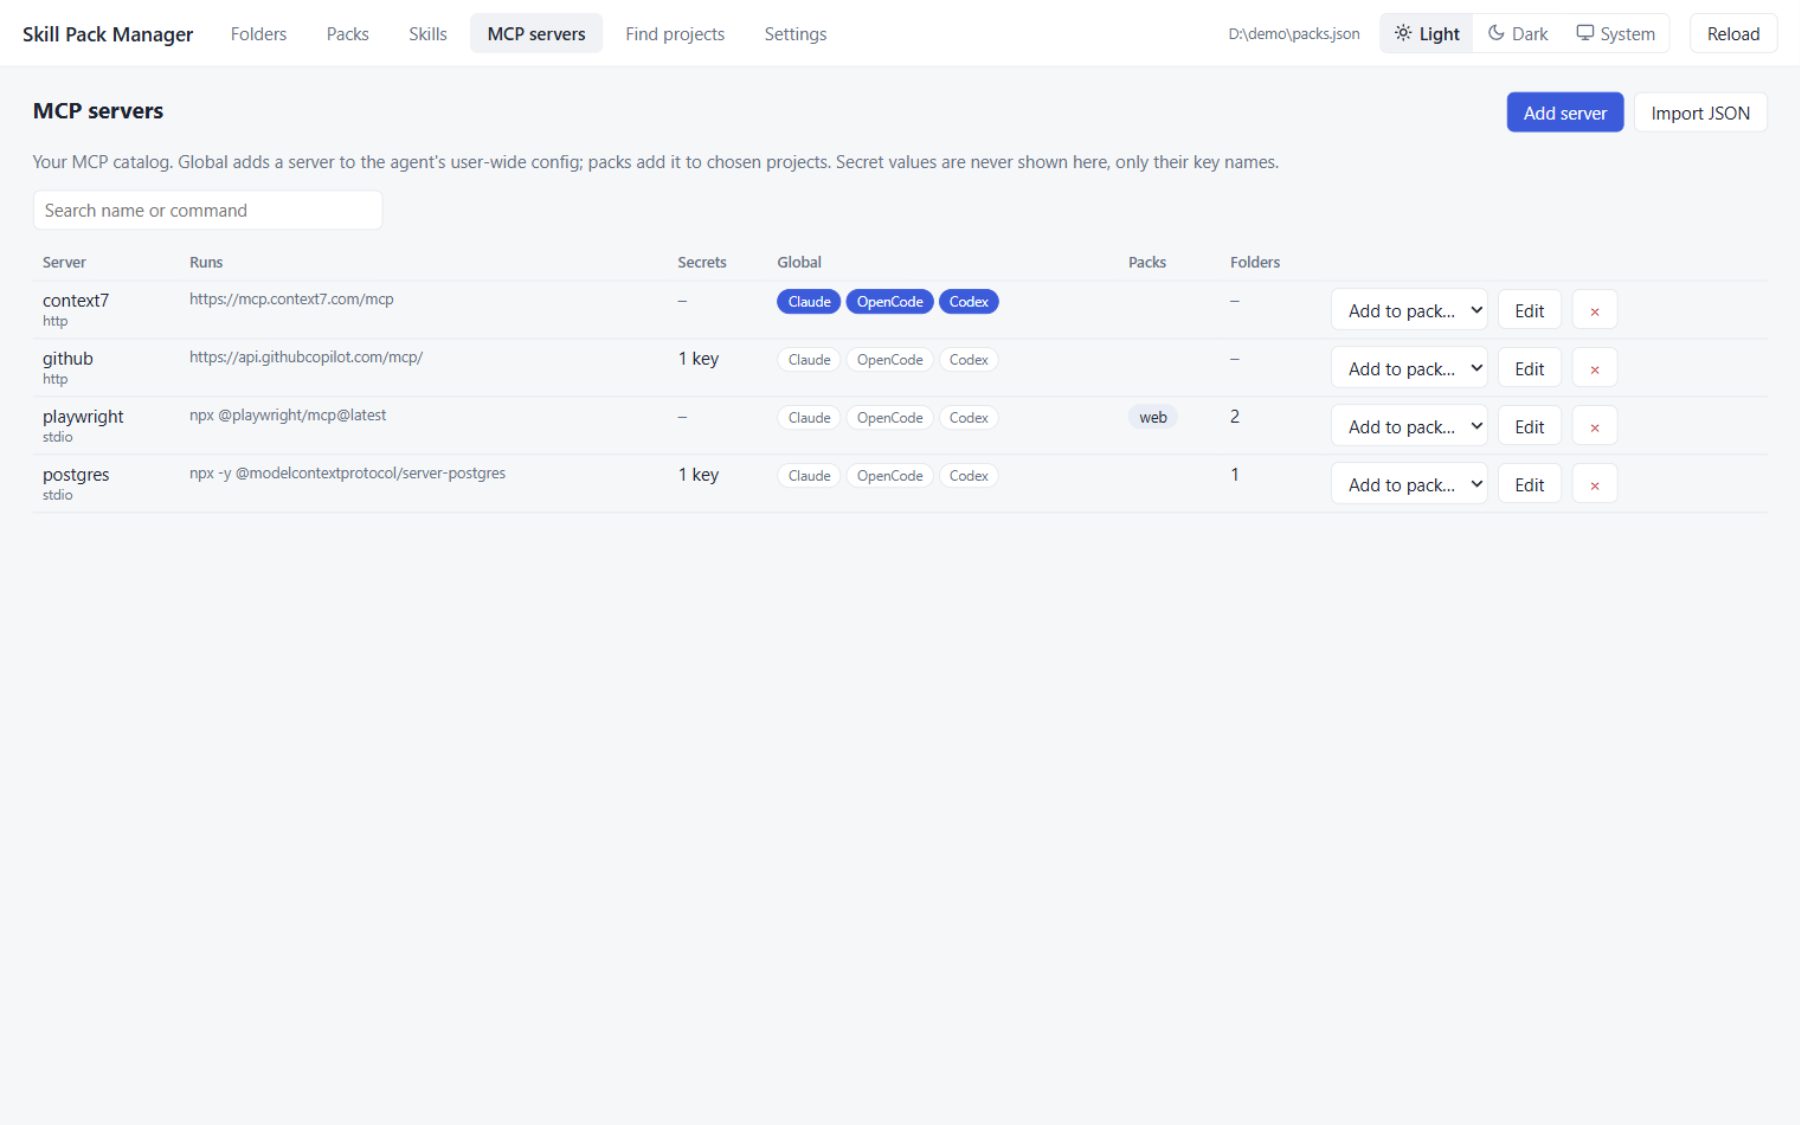 Skill Pack Manager Folders Packs Skills MCP servers Find projects Settings D:\demo\packs.json Light Dark System Reload
MCP servers Add server Import JSON
Your MCP catalog. Global adds a server to the agent's user-wide config; packs add it to chosen projects. Secret values are never shown here, only their key names.
Search name or command
Server Runs Secrets Global Packs Folders
context7 https://mcp.context7.com/mcp – Claude OpenCode Codex – Add to pack... Edit ×
http
github https://api.githubcopilot.com/mcp/ 1 key Claude OpenCode Codex – Add to pack... Edit ×
http
playwright npx @playwright/mcp@latest – Claude OpenCode Codex web 2 Add to pack... Edit ×
stdio
postgres npx -y @modelcontextprotocol/server-postgres 1 key Claude OpenCode Codex 1 Add to pack... Edit ×
stdio